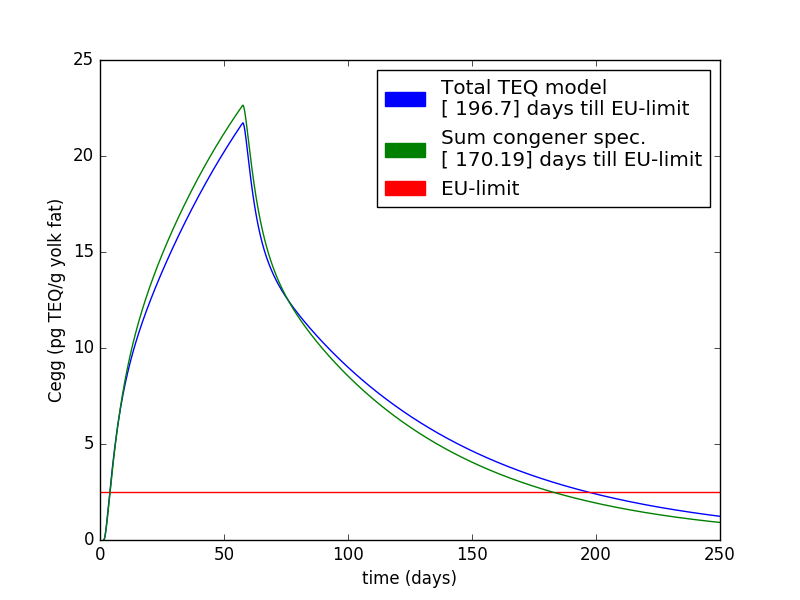 25
20
15
10
5
0
Cegg (pg TEQ/g yolk fat)
Total TEQ model
[ 196.7] days till EU-limit
Sum congener spec.
[ 170.19] days till EU-limit
EU-limit
0 50 100 150 200 250
time (days)